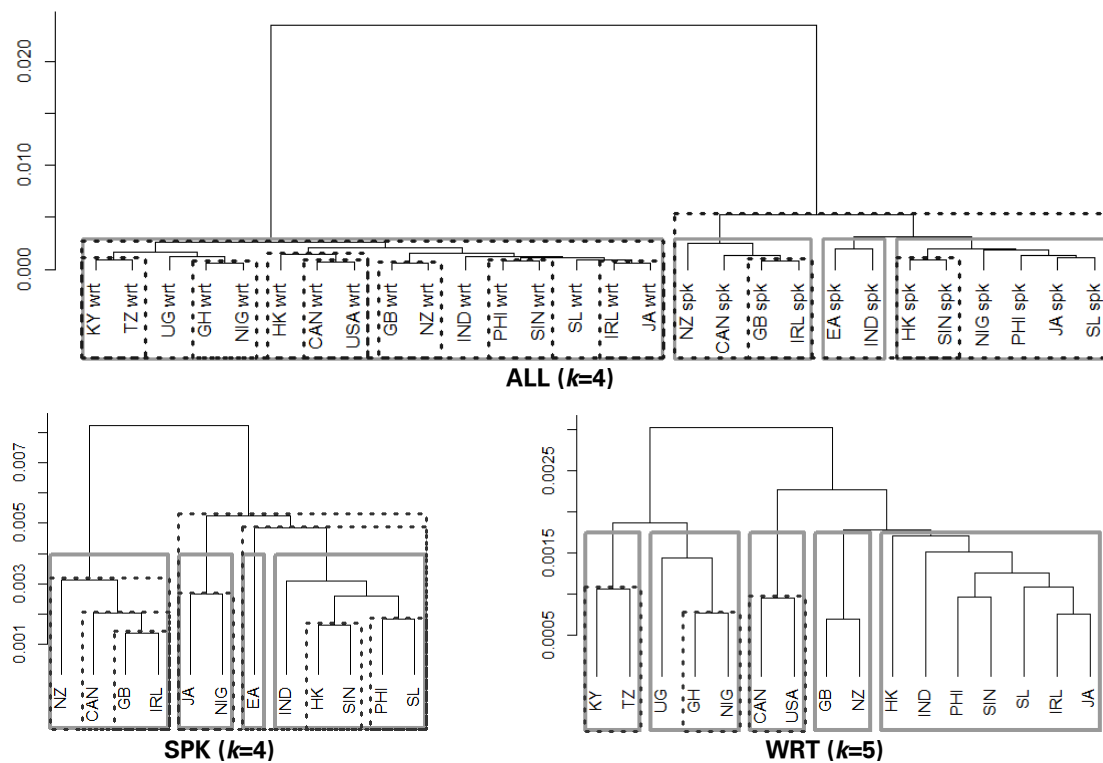 0.020
0.010
0.000
KY wrt TZ wrt UG wrt GH wrt NIG wrt HK wrt CAN wrt USA wrt GB wrt NZ wrt IND wrt PHI wrt SIN wrt SL wrt IRL wrt JA wrt NZ spk CAN spk GB spk IRL spk EA spk IND spk HK spk SIN spk NIG spk PHI spk JA spk SL spk
ALL (k=4)
0.007
0.005
0.003
0.001
NZ CAN GB IRL JA NIG EA IND HK SIN PHI SL
SPK (k=4)
0.0025
0.0015
0.0005
KY TZ UG GH NIG CAN USA GB NZ HK IND PHI SIN SL IRL JA
WRT (k=5)